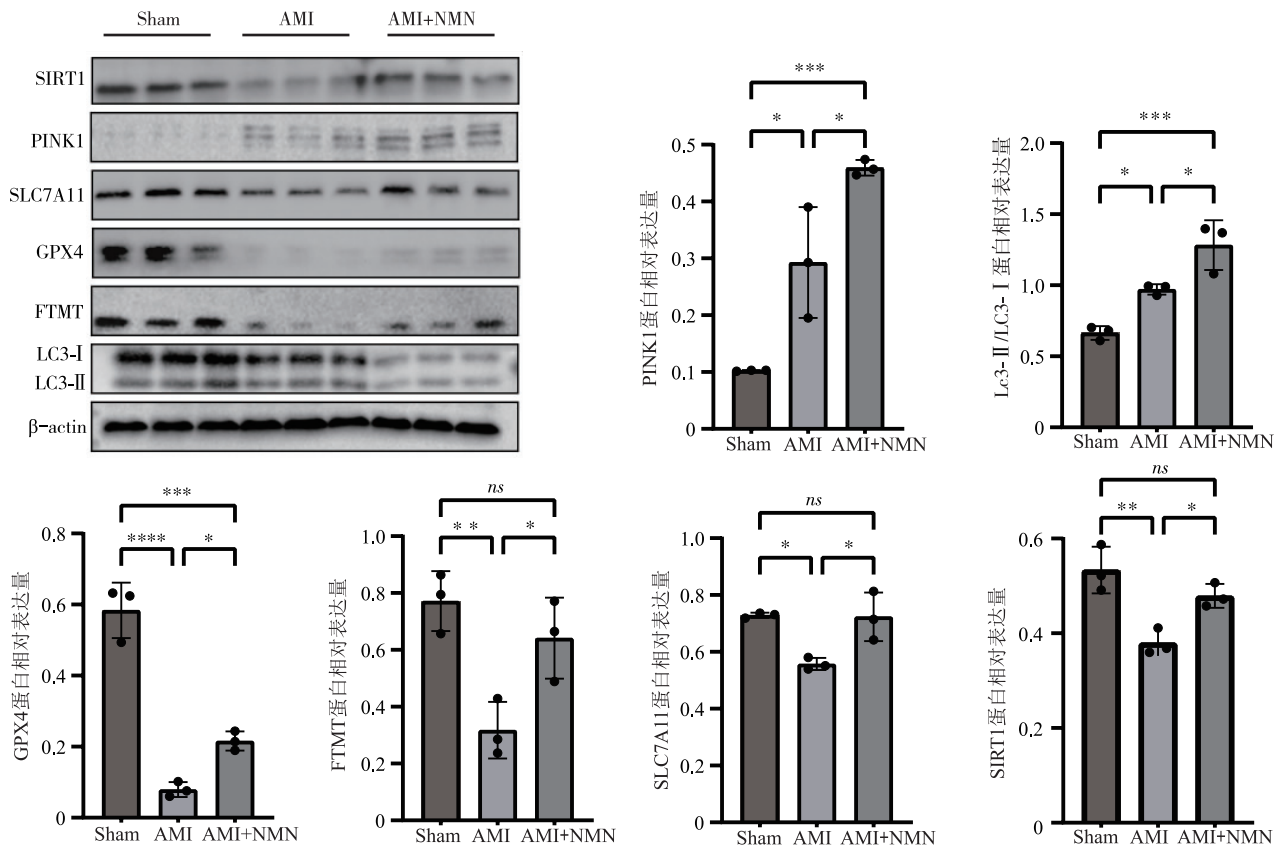 Sham AMI AMI+NMN
SIRT1
PINK1
SLC7A11
GPX4
FTMT
LC3-Ⅰ
LC3-Ⅱ
β-actin
***
* *
PINK1蛋白相对表达量
0.5
0.4
0.3
0.2
0.1
0
Sham AMI AMI+NMN
***
* *
Lc3-Ⅱ/LC3-Ⅰ蛋白相对表达量
2.0
1.5
1.0
0.5
0
Sham AMI AMI+NMN
***
**** *
GPX4蛋白相对表达量
0.8
0.6
0.4
0.2
0
Sham AMI AMI+NMN
ns
** *
FTMT蛋白相对表达量
1.0
0.8
0.6
0.4
0.2
0
Sham AMI AMI+NMN
ns
* *
SLC7A11蛋白相对表达量
1.0
0.8
0.6
0.4
0.2
0
Sham AMI AMI+NMN
ns
** *
SIRT1蛋白相对表达量
0.6
0.4
0.2
0
Sham AMI AMI+NMN